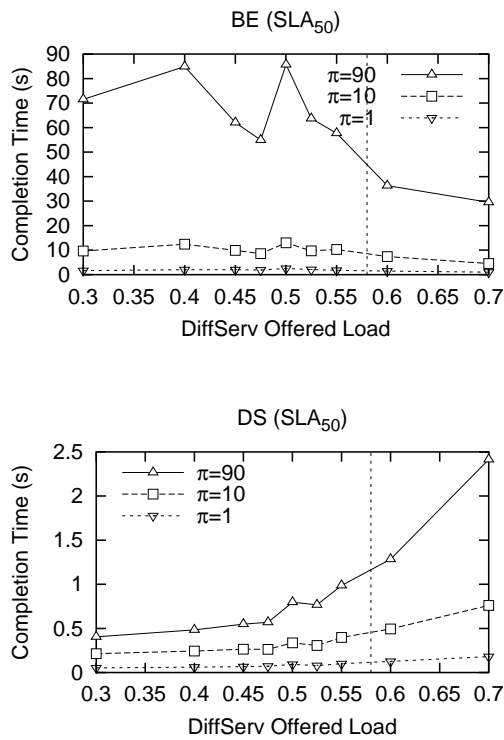 BE (SLA50)
Completion Time (s)
90
80
70
60
50
40
30
20
10
0
π=90
π=10
π=1
0.3 0.35 0.4 0.45 0.5 0.55 0.6 0.65 0.7
DiffServ Offered Load
DS (SLA50)
Completion Time (s)
2.5
2
1.5
1
0.5
0
π=90
π=10
π=1
0.3 0.35 0.4 0.45 0.5 0.55 0.6 0.65 0.7
DiffServ Offered Load